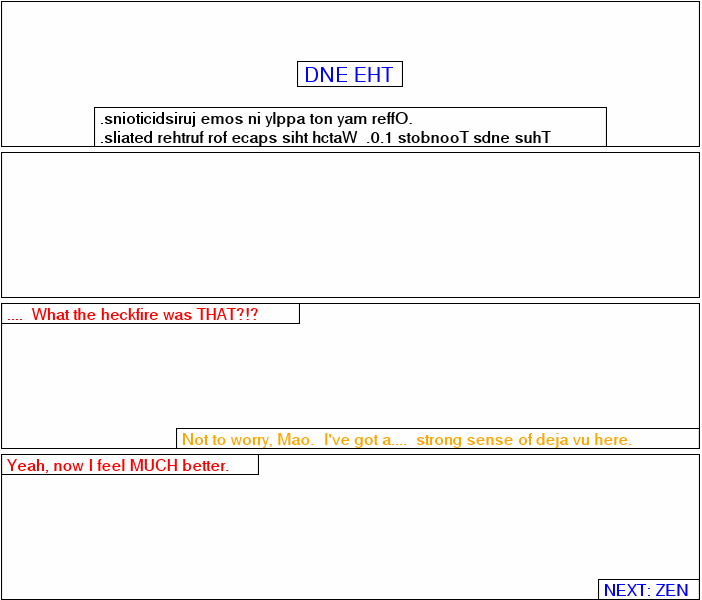 DNE EHT
.snioticidsiruj emos ni ylppa ton yam reffO.
.sliated rehtruf rof ecaps siht hctaW  .0.1 stobnooT sdne suhT
....  What the heckfire was THAT?!?
Not to worry, Mao.  I've got a....  strong sense of deja vu here.
Yeah, now I feel MUCH better.
NEXT: ZEN